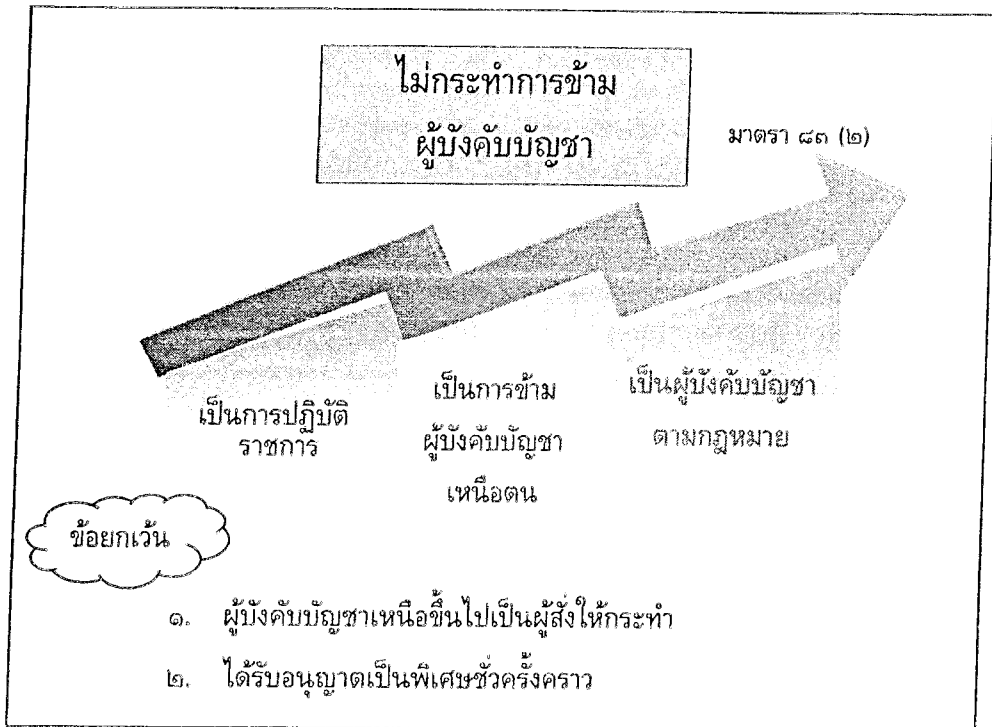 ไม่กระทำการข้าม
ผู้บังคับบัญชา
มาตรา ๘๓ (๒)
เป็นการปฏิบัติ
ราชการ
เป็นการข้าม
ผู้บังคับบัญชา
เหนือตน
เป็นผู้บังคับบัญชา
ตามกฎหมาย
ข้อยกเว้น
๑. ผู้บังคับบัญชาเหนือขึ้นไปเป็นผู้สั่งให้กระทำ
๒. ได้รับอนุญาตเป็นพิเศษชั่วครั้งคราว